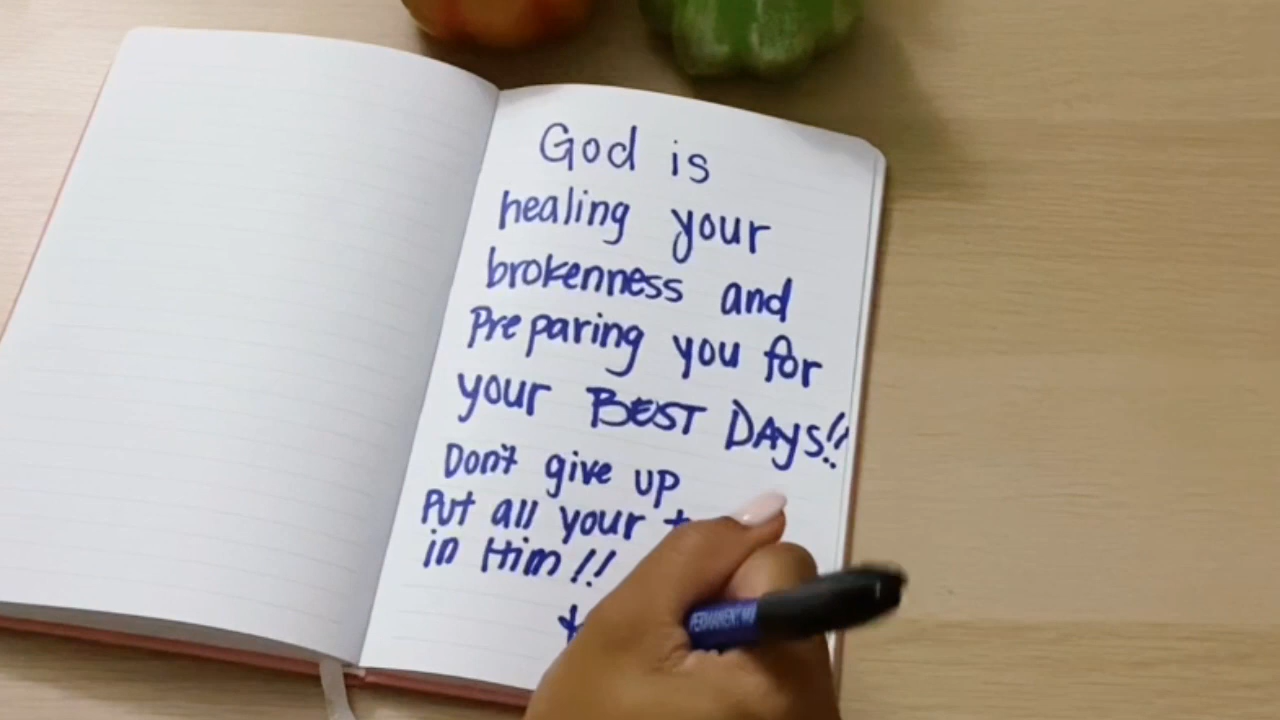 God is
healing your
brokenness and
Preparing you for
your BEST DAYS!!
Don't give up
Put all your
in Him!!
PERMANENT